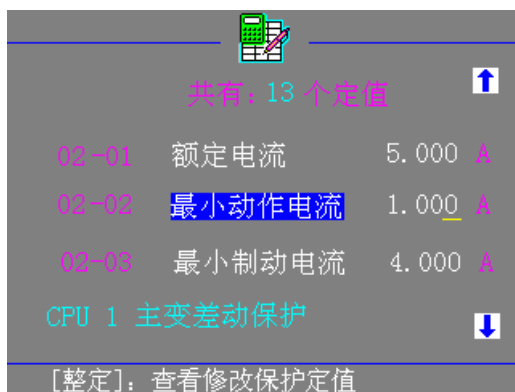 共有：13 个定值
02-01 额定电流 5.000 A
02-02 最小动作电流 1.000 A
02-03 最小制动电流 4.000 A
CPU 1 主变差动保护
[整定]：查看修改保护定值